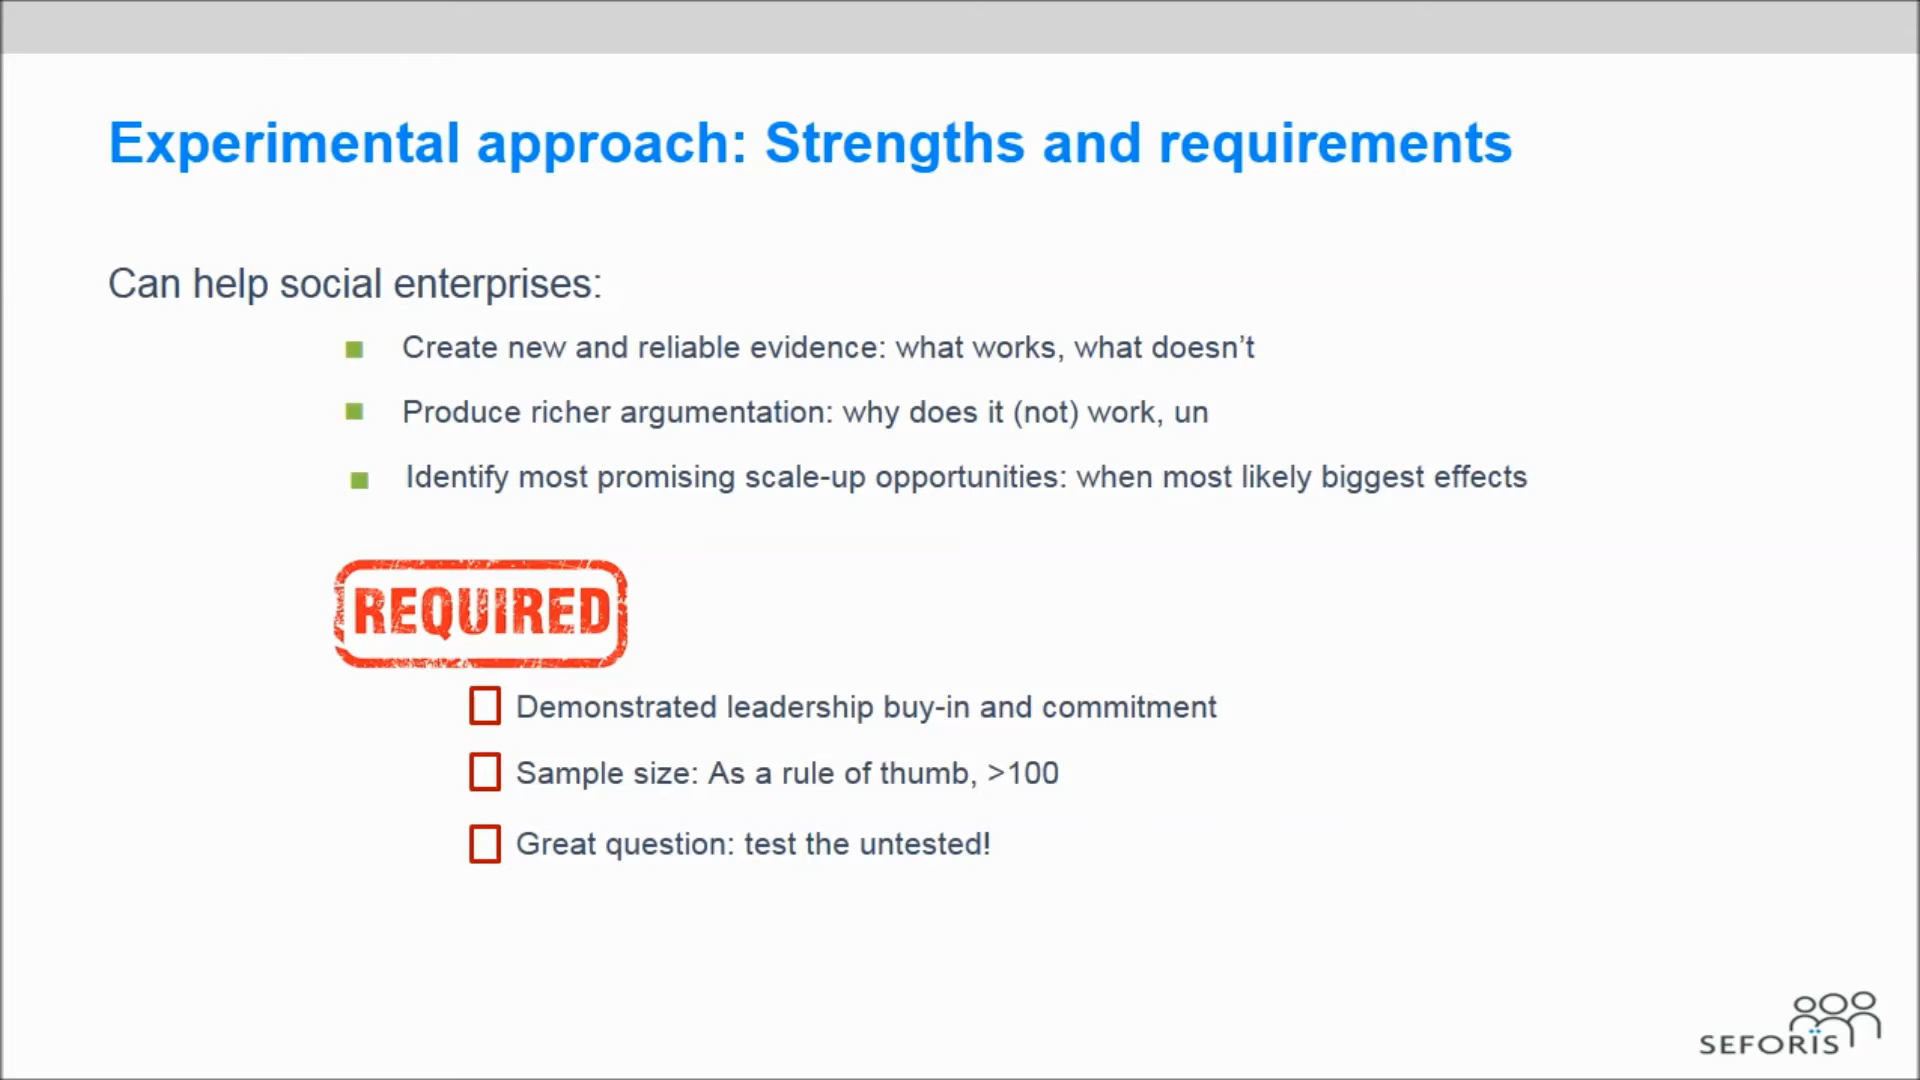 Experimental approach: Strengths and requirements
Can help social enterprises:
Create new and reliable evidence: what works, what doesn’t
Produce richer argumentation: why does it (not) work, un
Identify most promising scale-up opportunities: when most likely biggest effects
REQUIRED
Demonstrated leadership buy-in and commitment
Sample size: As a rule of thumb, >100
Great question: test the untested!
SEFORÏS